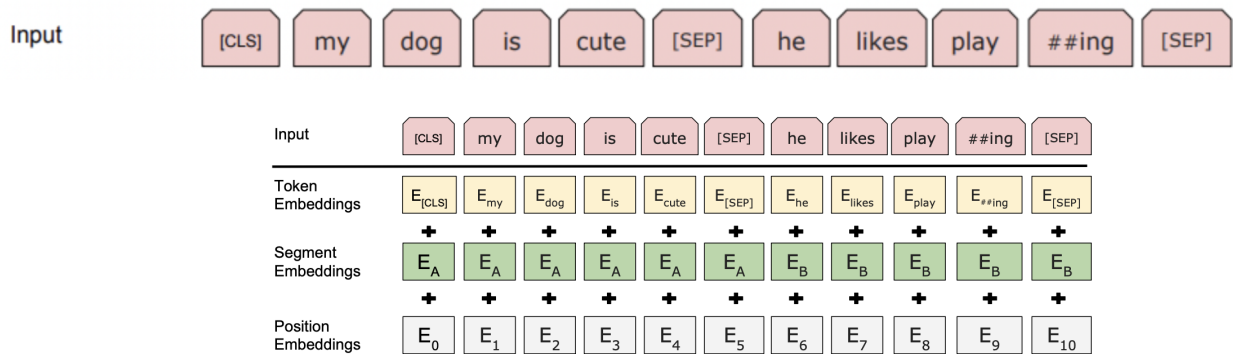 Input [CLS] my dog is cute [SEP] he likes play ##ing [SEP]
Input [CLS] my dog is cute [SEP] he likes play ##ing [SEP]
Token Embeddings E[CLS] Emy Edog Eis Ecute E[SEP] Ehe Elikes Eplay E##ing E[SEP]
+ + + + + + + + + + +
Segment Embeddings EA EA EA EA EA EA EB EB EB EB EB
+ + + + + + + + + + +
Position Embeddings E0 E1 E2 E3 E4 E5 E6 E7 E8 E9 E10